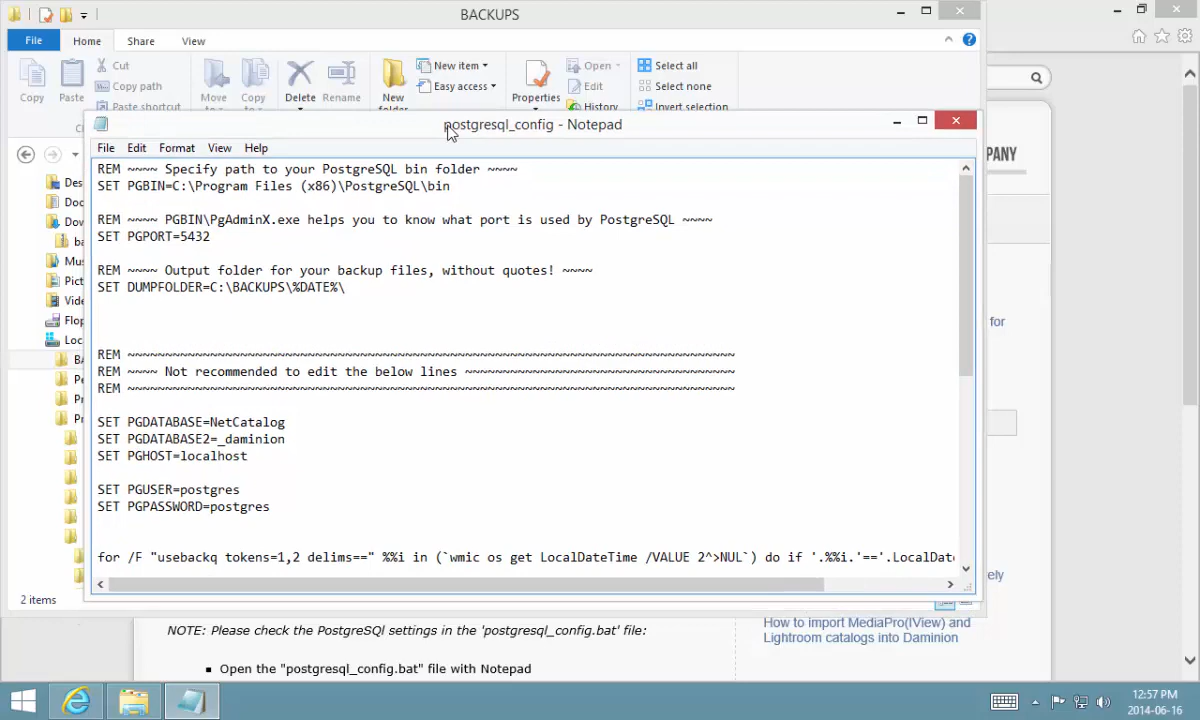 BACKUPS
File
Home
Share
View
Copy
Paste
Cut
Copy path
Paste shortcut
Move
Copy
Delete
Rename
New
folder
New item
Easy access
Properties
Open
Edit
History
Select all
Select none
Invert selection
postgresql_config - Notepad
File Edit Format View Help
REM ~~~~ Specify path to your PostgreSQL bin folder ~~~~
SET PGBIN=C:\Program Files (x86)\PostgreSQL\bin
REM ~~~~ PGBIN\PgAdminX.exe helps you to know what port is used by PostgreSQL ~~~~
SET PGPORT=5432
REM ~~~~ Output folder for your backup files, without quotes! ~~~~
SET DUMPFOLDER=C:\BACKUPS\%DATE%\
REM ~~~~~~~~~~~~~~~~~~~~~~~~~~~~~~~~~~~~~~~~~~~~~~~~~~~~~~~~~~~~~~~~~~~~~~~~~~~~~~~~~
REM ~~~~ Not recommended to edit the below lines ~~~~~~~~~~~~~~~~~~~~~~~~~~~~~~~~~~~~
REM ~~~~~~~~~~~~~~~~~~~~~~~~~~~~~~~~~~~~~~~~~~~~~~~~~~~~~~~~~~~~~~~~~~~~~~~~~~~~~~~~~
SET PGDATABASE=NetCatalog
SET PGDATABASE2=_daminion
SET PGHOST=localhost
SET PGUSER=postgres
SET PGPASSWORD=postgres
for /F "usebackq tokens=1,2 delims==" %%i in (`wmic os get LocalDateTime /VALUE 2^>NUL`) do if '.%%i.'=='.LocalDate
Des
Doc
Dow
ba
Mus
Pict
Vide
Flop
Loc
BA
Pe
Pr
Pr
2 items
PANY
for
ely
How to import MediaPro(IView) and
Lightroom catalogs into Daminion
NOTE: Please check the PostgreSQl settings in the 'postgresql_config.bat' file:
Open the "postgresql_config.bat" file with Notepad
12:57 PM
2014-06-16